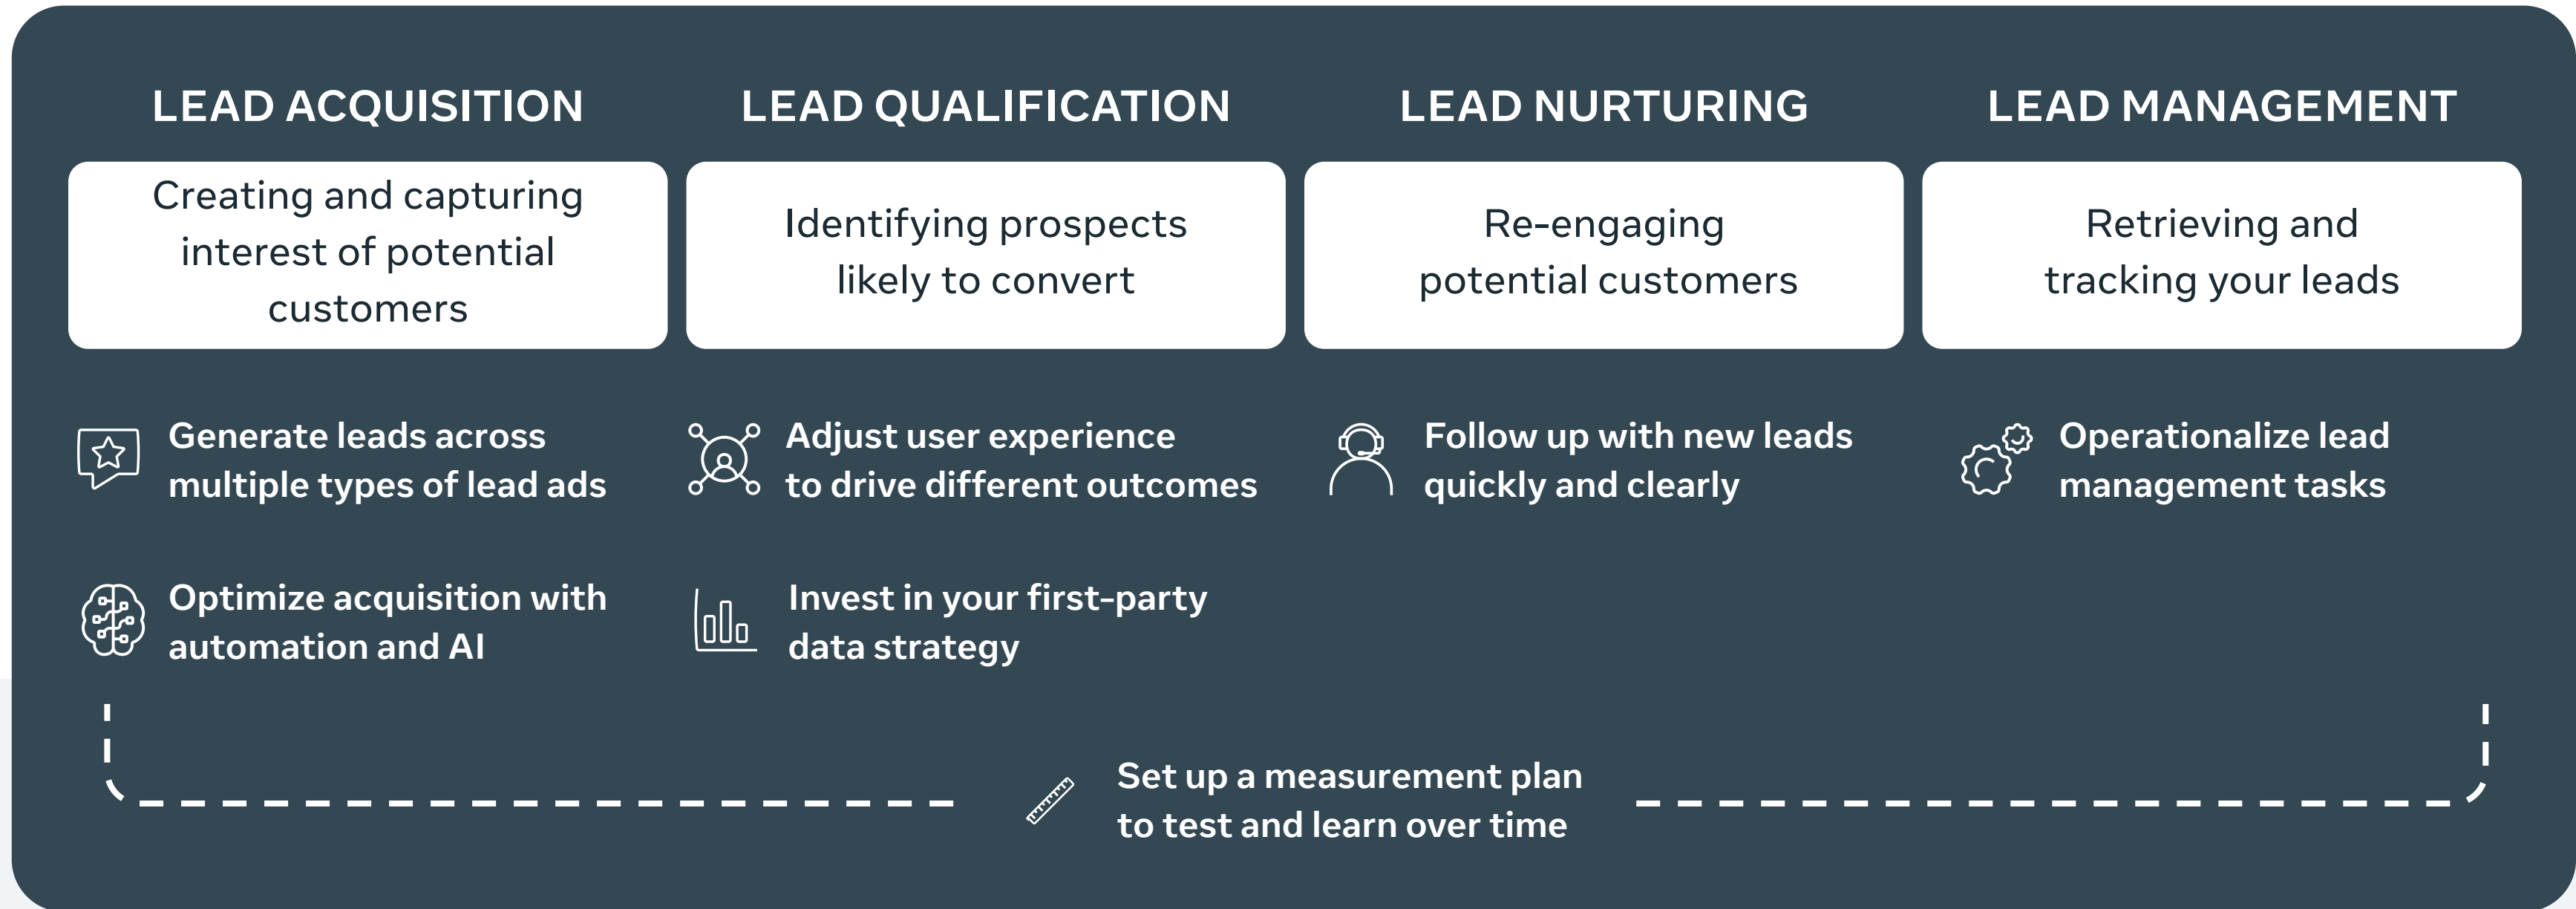 LEAD ACQUISITION
Creating and capturing
interest of potential
customers
Generate leads across
multiple types of lead ads
Optimize acquisition with
automation and AI
LEAD QUALIFICATION
Identifying prospects
likely to convert
Adjust user experience
to drive different outcomes
Invest in your first-party
data strategy
LEAD NURTURING
Re-engaging
potential customers
Follow up with new leads
quickly and clearly
LEAD MANAGEMENT
Retrieving and
tracking your leads
Operationalize lead
management tasks
Set up a measurement plan
to test and learn over time